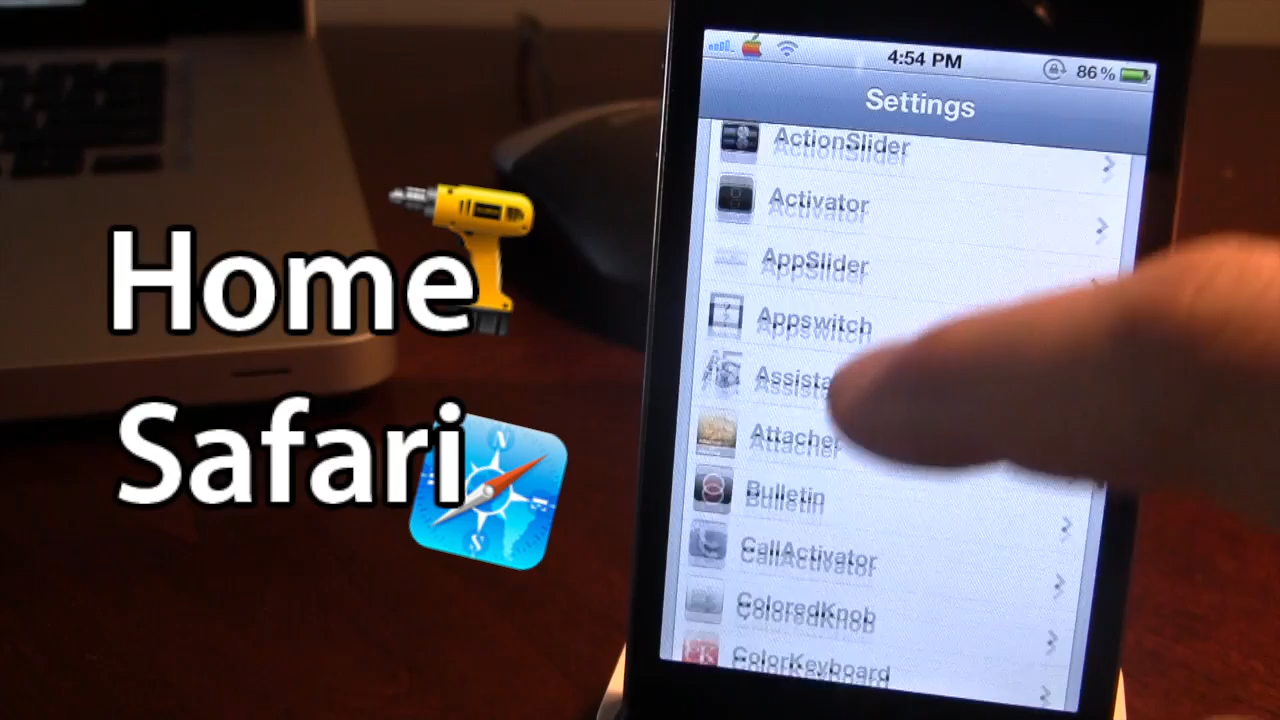 4:54 PM
86%
Settings
ActionSlider
Activator
AppSlider
Appswitch
Attacher
Bulletin
CallActivator
ColoredKnob
ColorKeyboard
Home
Safari
N
S